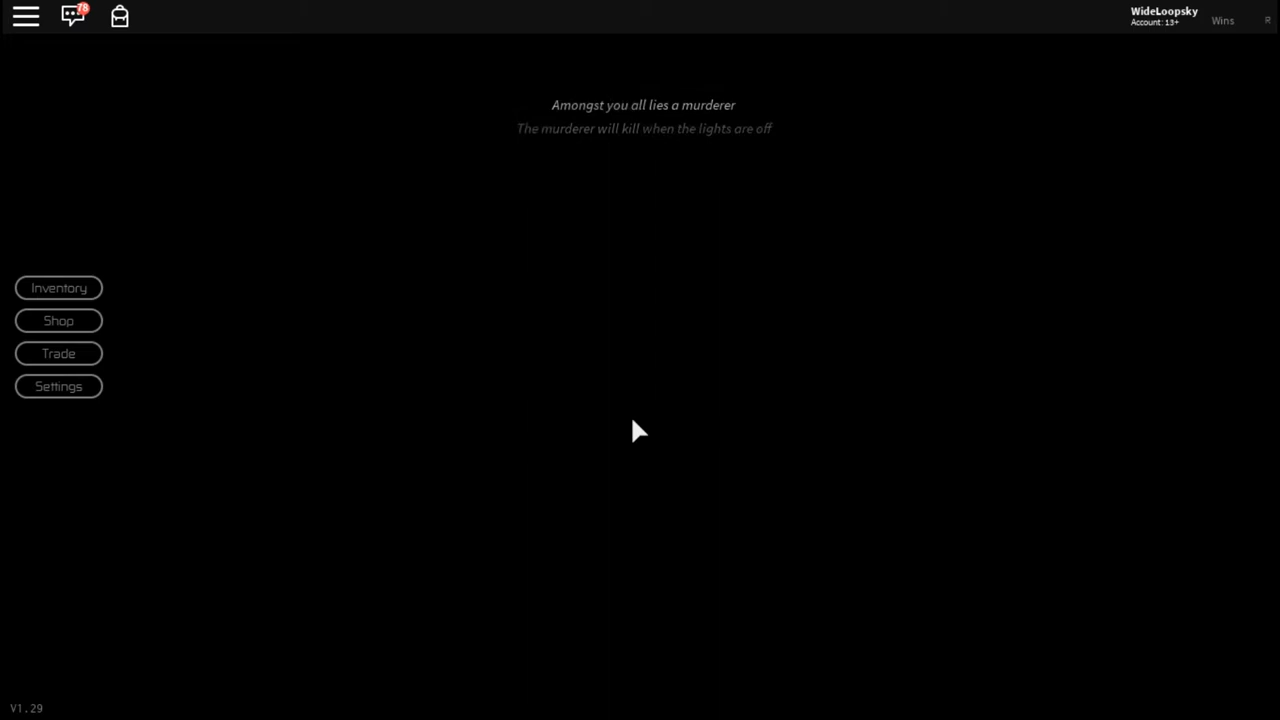 78
WideLoopsky
Account: 13+
Wins
R
Amongst you all lies a murderer
The murderer will kill when the lights are off
Inventory
Shop
Trade
Settings
V1.29